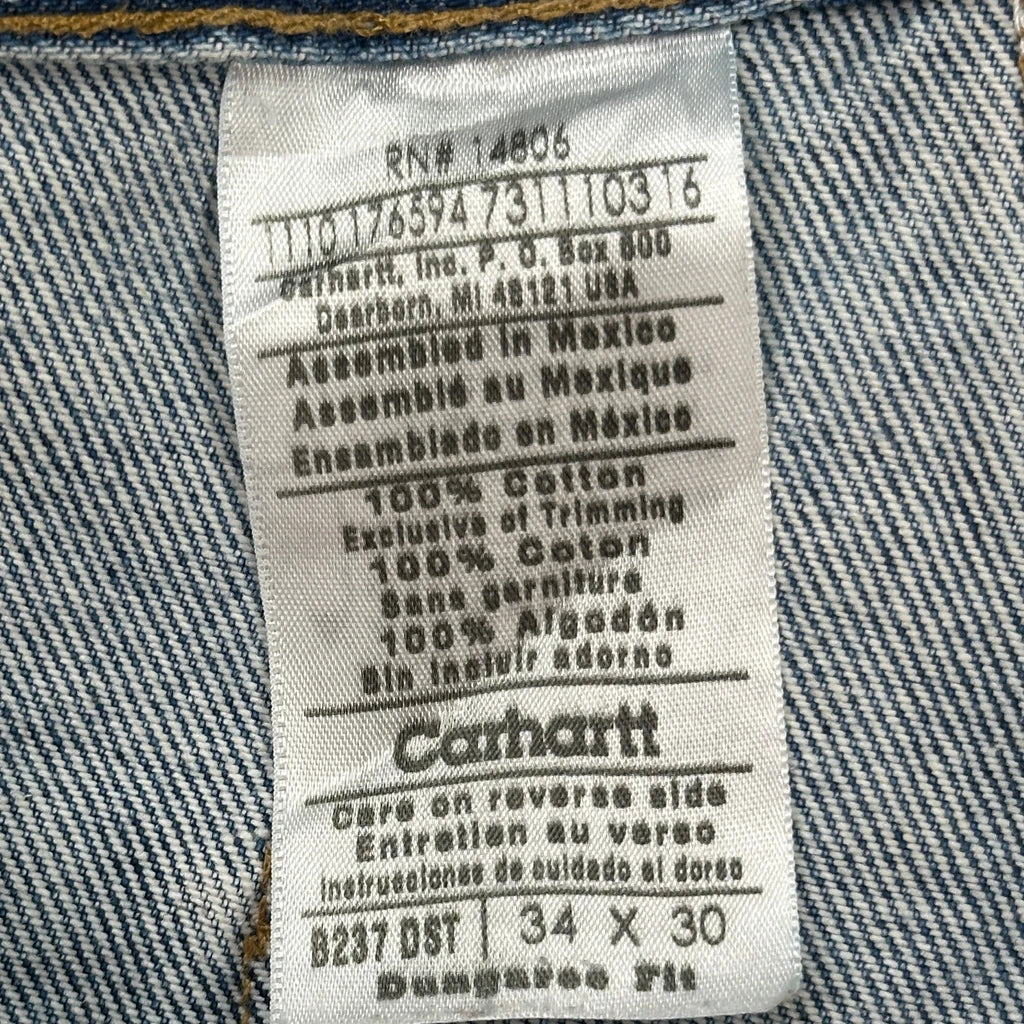 RN# 14806
1110 176594 73111103 16
Carhartt, Inc. P. O. Box 600
Dearborn, MI 48121 USA
Assembled in Mexico
Assemblé au Mexique
Ensamblado en México
100% Cotton
Exclusive of Trimming
100% Coton
Sans garniture
100% Algodón
Sin incluir adorno
Carhartt
Care on reverse side
Entretien au verso
Instrucciones de cuidado al dorso
B237 DST | 34 X 30
Dungaree Fit